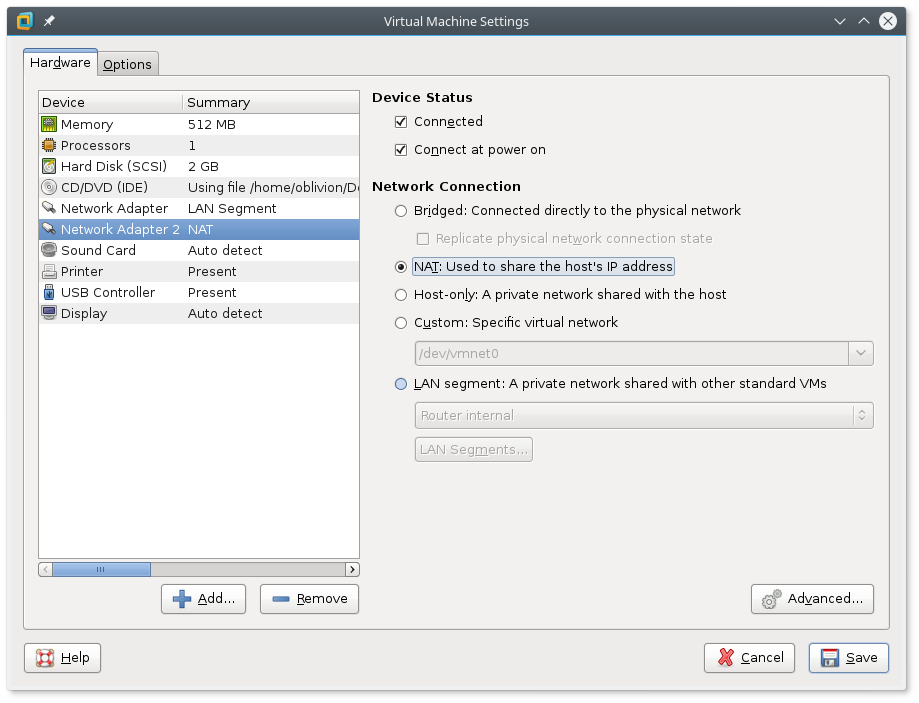 Virtual Machine Settings
Hardware Options
Device Summary
Memory 512 MB
Processors 1
Hard Disk (SCSI) 2 GB
CD/DVD (IDE) Using file /home/oblivion/
Network Adapter LAN Segment
Network Adapter 2 NAT
Sound Card Auto detect
Printer Present
USB Controller Present
Display Auto detect
Add... Remove
Device Status
Connected
Connect at power on
Network Connection
Bridged: Connected directly to the physical network
Replicate physical network connection state
NAT: Used to share the host's IP address
Host-only: A private network shared with the host
Custom: Specific virtual network
/dev/vmnet0
LAN segment: A private network shared with other standard VMs
Router internal
LAN Segments...
Advanced...
Help Cancel Save